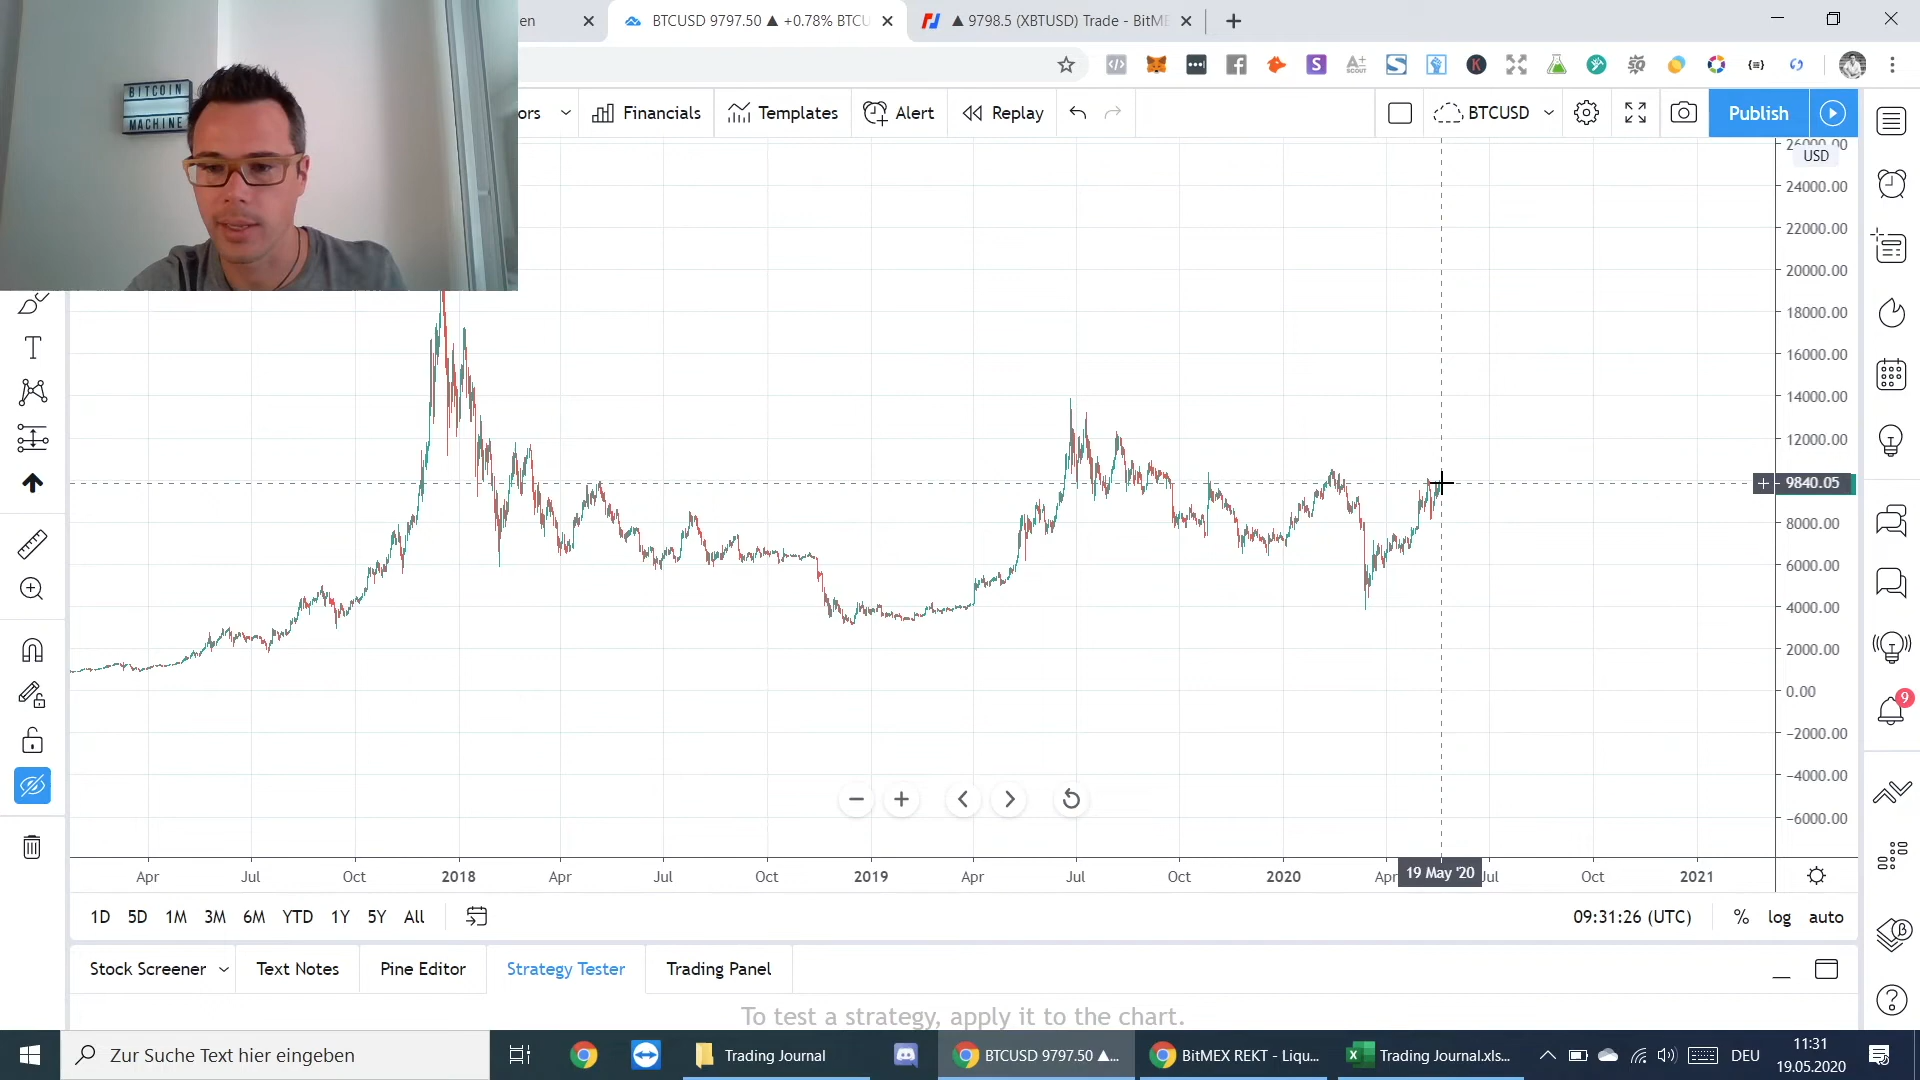 en
BTCUSD 9797.50 ▲ +0.78% BTCU
▲ 9798.5 (XBTUSD) Trade - BitME
BITCOIN
MACHINE
ors
Financials
Templates
Alert
Replay
BTCUSD
Publish
26000.00
USD
24000.00
22000.00
20000.00
18000.00
16000.00
14000.00
12000.00
9840.05
8000.00
6000.00
4000.00
2000.00
0.00
−2000.00
−4000.00
−6000.00
9
Apr
Jul
Oct
2018
Apr
Jul
Oct
2019
Apr
Jul
Oct
2020
Apr
19 May '20
Jul
Oct
2021
1D
5D
1M
3M
6M
YTD
1Y
5Y
All
09:31:26 (UTC)
%
log
auto
Stock Screener
Text Notes
Pine Editor
Strategy Tester
Trading Panel
To test a strategy, apply it to the chart.
Zur Suche Text hier eingeben
Trading Journal
BTCUSD 9797.50 ▲...
BitMEX REKT - Liqu...
Trading Journal.xls...
DEU
11:31
19.05.2020